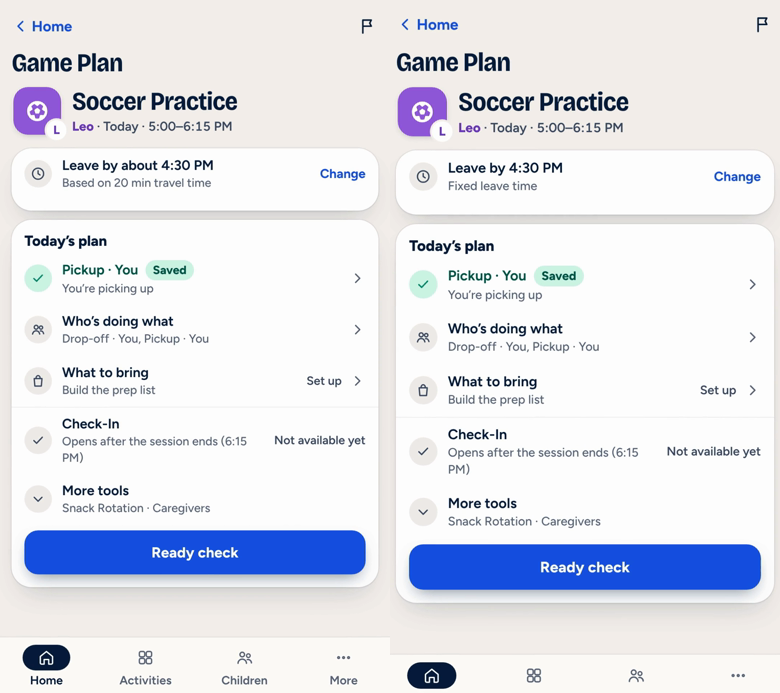 Home
Game Plan
Soccer Practice
L
Leo · Today · 5:00–6:15 PM
Leave by about 4:30 PM
Based on 20 min travel time
Change
Today’s plan
Pickup · You Saved
You’re picking up
Who’s doing what
Drop-off · You, Pickup · You
What to bring
Build the prep list
Set up
Check-In
Opens after the session ends (6:15
PM)
Not available yet
More tools
Snack Rotation · Caregivers
Ready check
Home
Activities
Children
More
Home
Game Plan
Soccer Practice
L
Leo · Today · 5:00–6:15 PM
Leave by 4:30 PM
Fixed leave time
Change
Today’s plan
Pickup · You Saved
You’re picking up
Who’s doing what
Drop-off · You, Pickup · You
What to bring
Build the prep list
Set up
Check-In
Opens after the session ends (6:15
PM)
Not available yet
More tools
Snack Rotation · Caregivers
Ready check